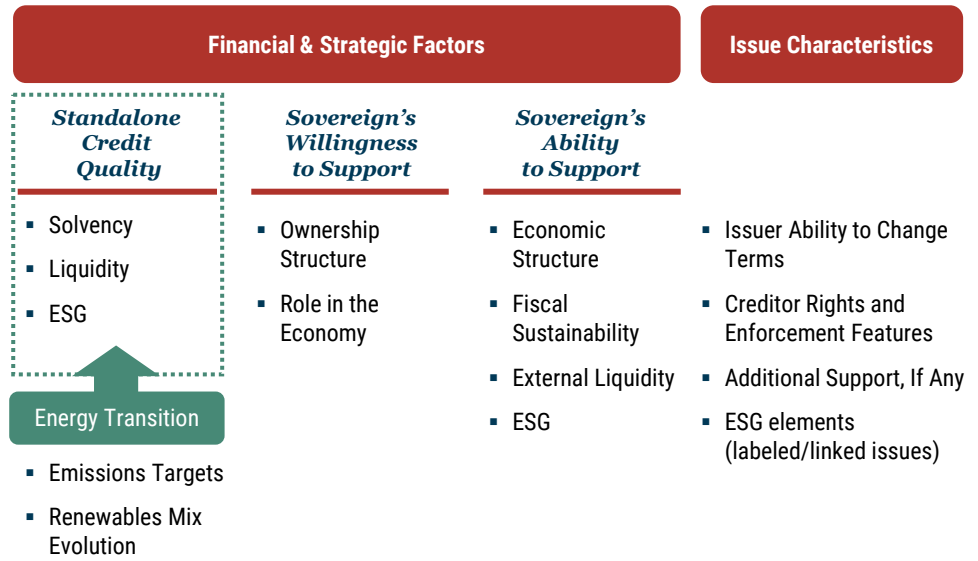 Financial & Strategic Factors
Issue Characteristics
Standalone
Credit
Quality
▪ Solvency
▪ Liquidity
▪ ESG
Energy Transition
▪ Emissions Targets
▪ Renewables Mix
Evolution
Sovereign's
Willingness
to Support
▪ Ownership
Structure
▪ Role in the
Economy
Sovereign's
Ability
to Support
▪ Economic
Structure
▪ Fiscal
Sustainability
▪ External Liquidity
▪ ESG
▪ Issuer Ability to Change
Terms
▪ Creditor Rights and
Enforcement Features
▪ Additional Support, If Any
▪ ESG elements
(labeled/linked issues)